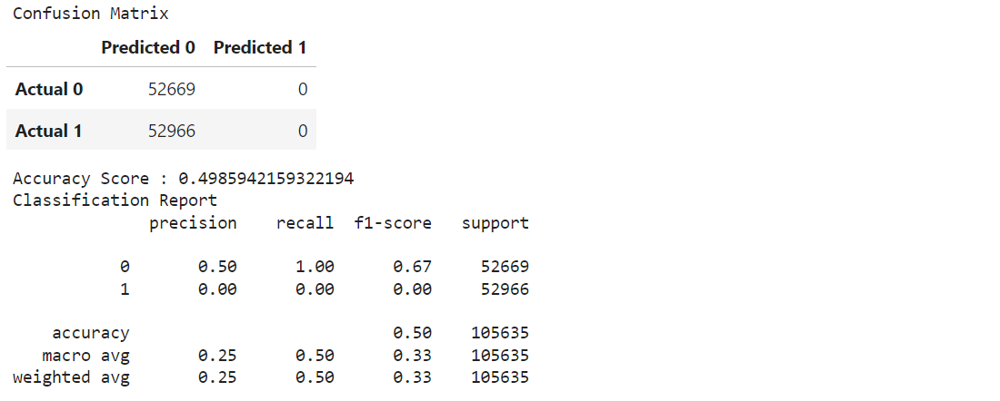 Confusion Matrix
Predicted 0 Predicted 1
Actual 0 52669 0
Actual 1 52966 0
Accuracy Score : 0.4985942159322194
Classification Report
precision recall f1-score support
0 0.50 1.00 0.67 52669
1 0.00 0.00 0.00 52966
accuracy 0.50 105635
macro avg 0.25 0.50 0.33 105635
weighted avg 0.25 0.50 0.33 105635